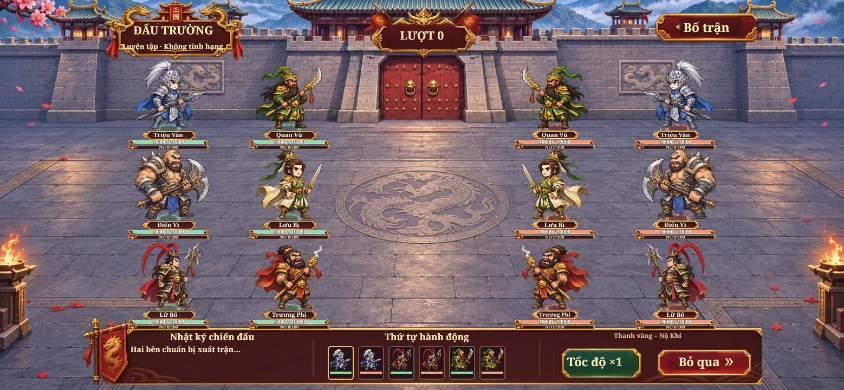 三國
ĐẤU TRƯỜNG
Luyện tập · Không tính hạng
LƯỢT 0
Bố trận
Triệu Vân
Quan Vũ
Quan Vũ
Triệu Vân
Điển Vi
Lưu Bị
Lưu Bị
Điển Vi
Lữ Bố
Trương Phi
Trương Phi
Lữ Bố
Nhật ký chiến đấu
Hai bên chuẩn bị xuất trận...
Thứ tự hành động
Thanh vàng – Nộ Khí
Tốc độ ×1
Bỏ qua »